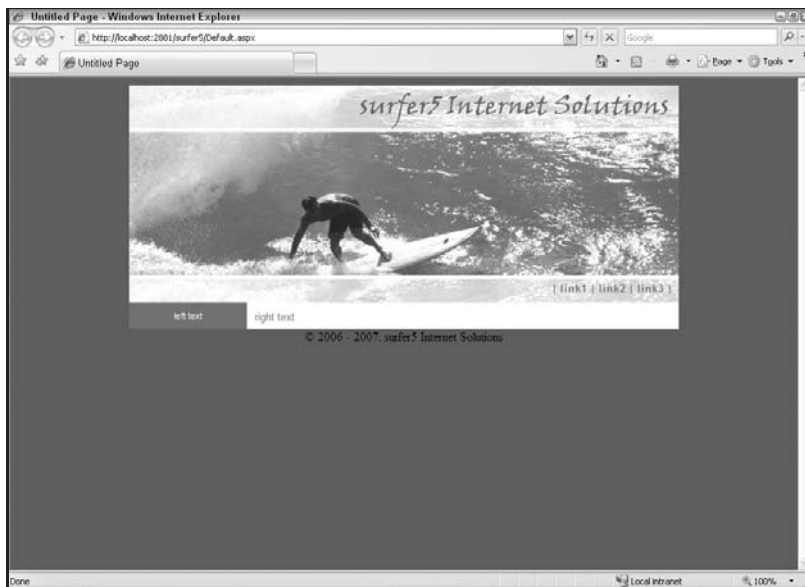 Untitled Page - Windows Internet Explorer
http://localhost:2001/surfer5/Default.aspx
Google
Untitled Page
Page
Tools
surfer5 Internet Solutions
| link1 | link2 | link3 |
left text
right text
© 2006 - 2007: surfer5 Internet Solutions
Done
Local intranet
100%